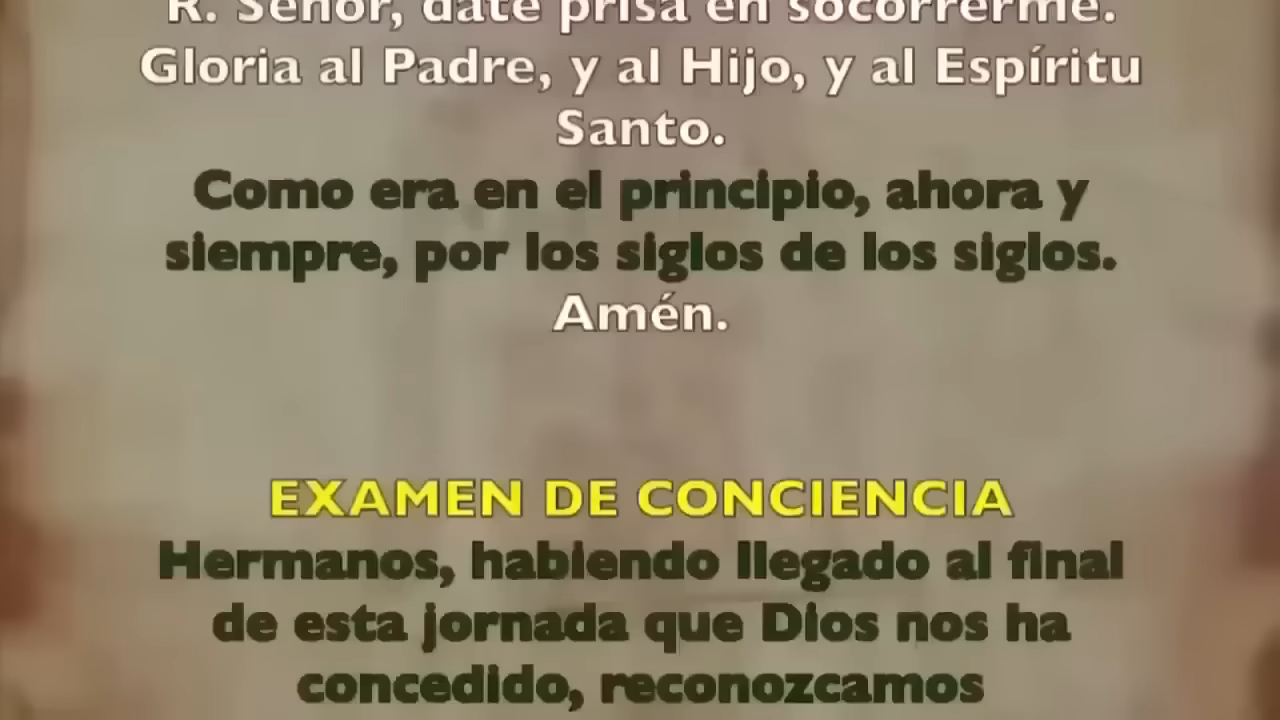 R. Señor, date prisa en socorrerme.
Gloria al Padre, y al Hijo, y al Espíritu
Santo.
Como era en el principio, ahora y
siempre, por los siglos de los siglos.
Amén.
EXAMEN DE CONCIENCIA
Hermanos, habiendo llegado al final
de esta jornada que Dios nos ha
concedido, reconozcamos